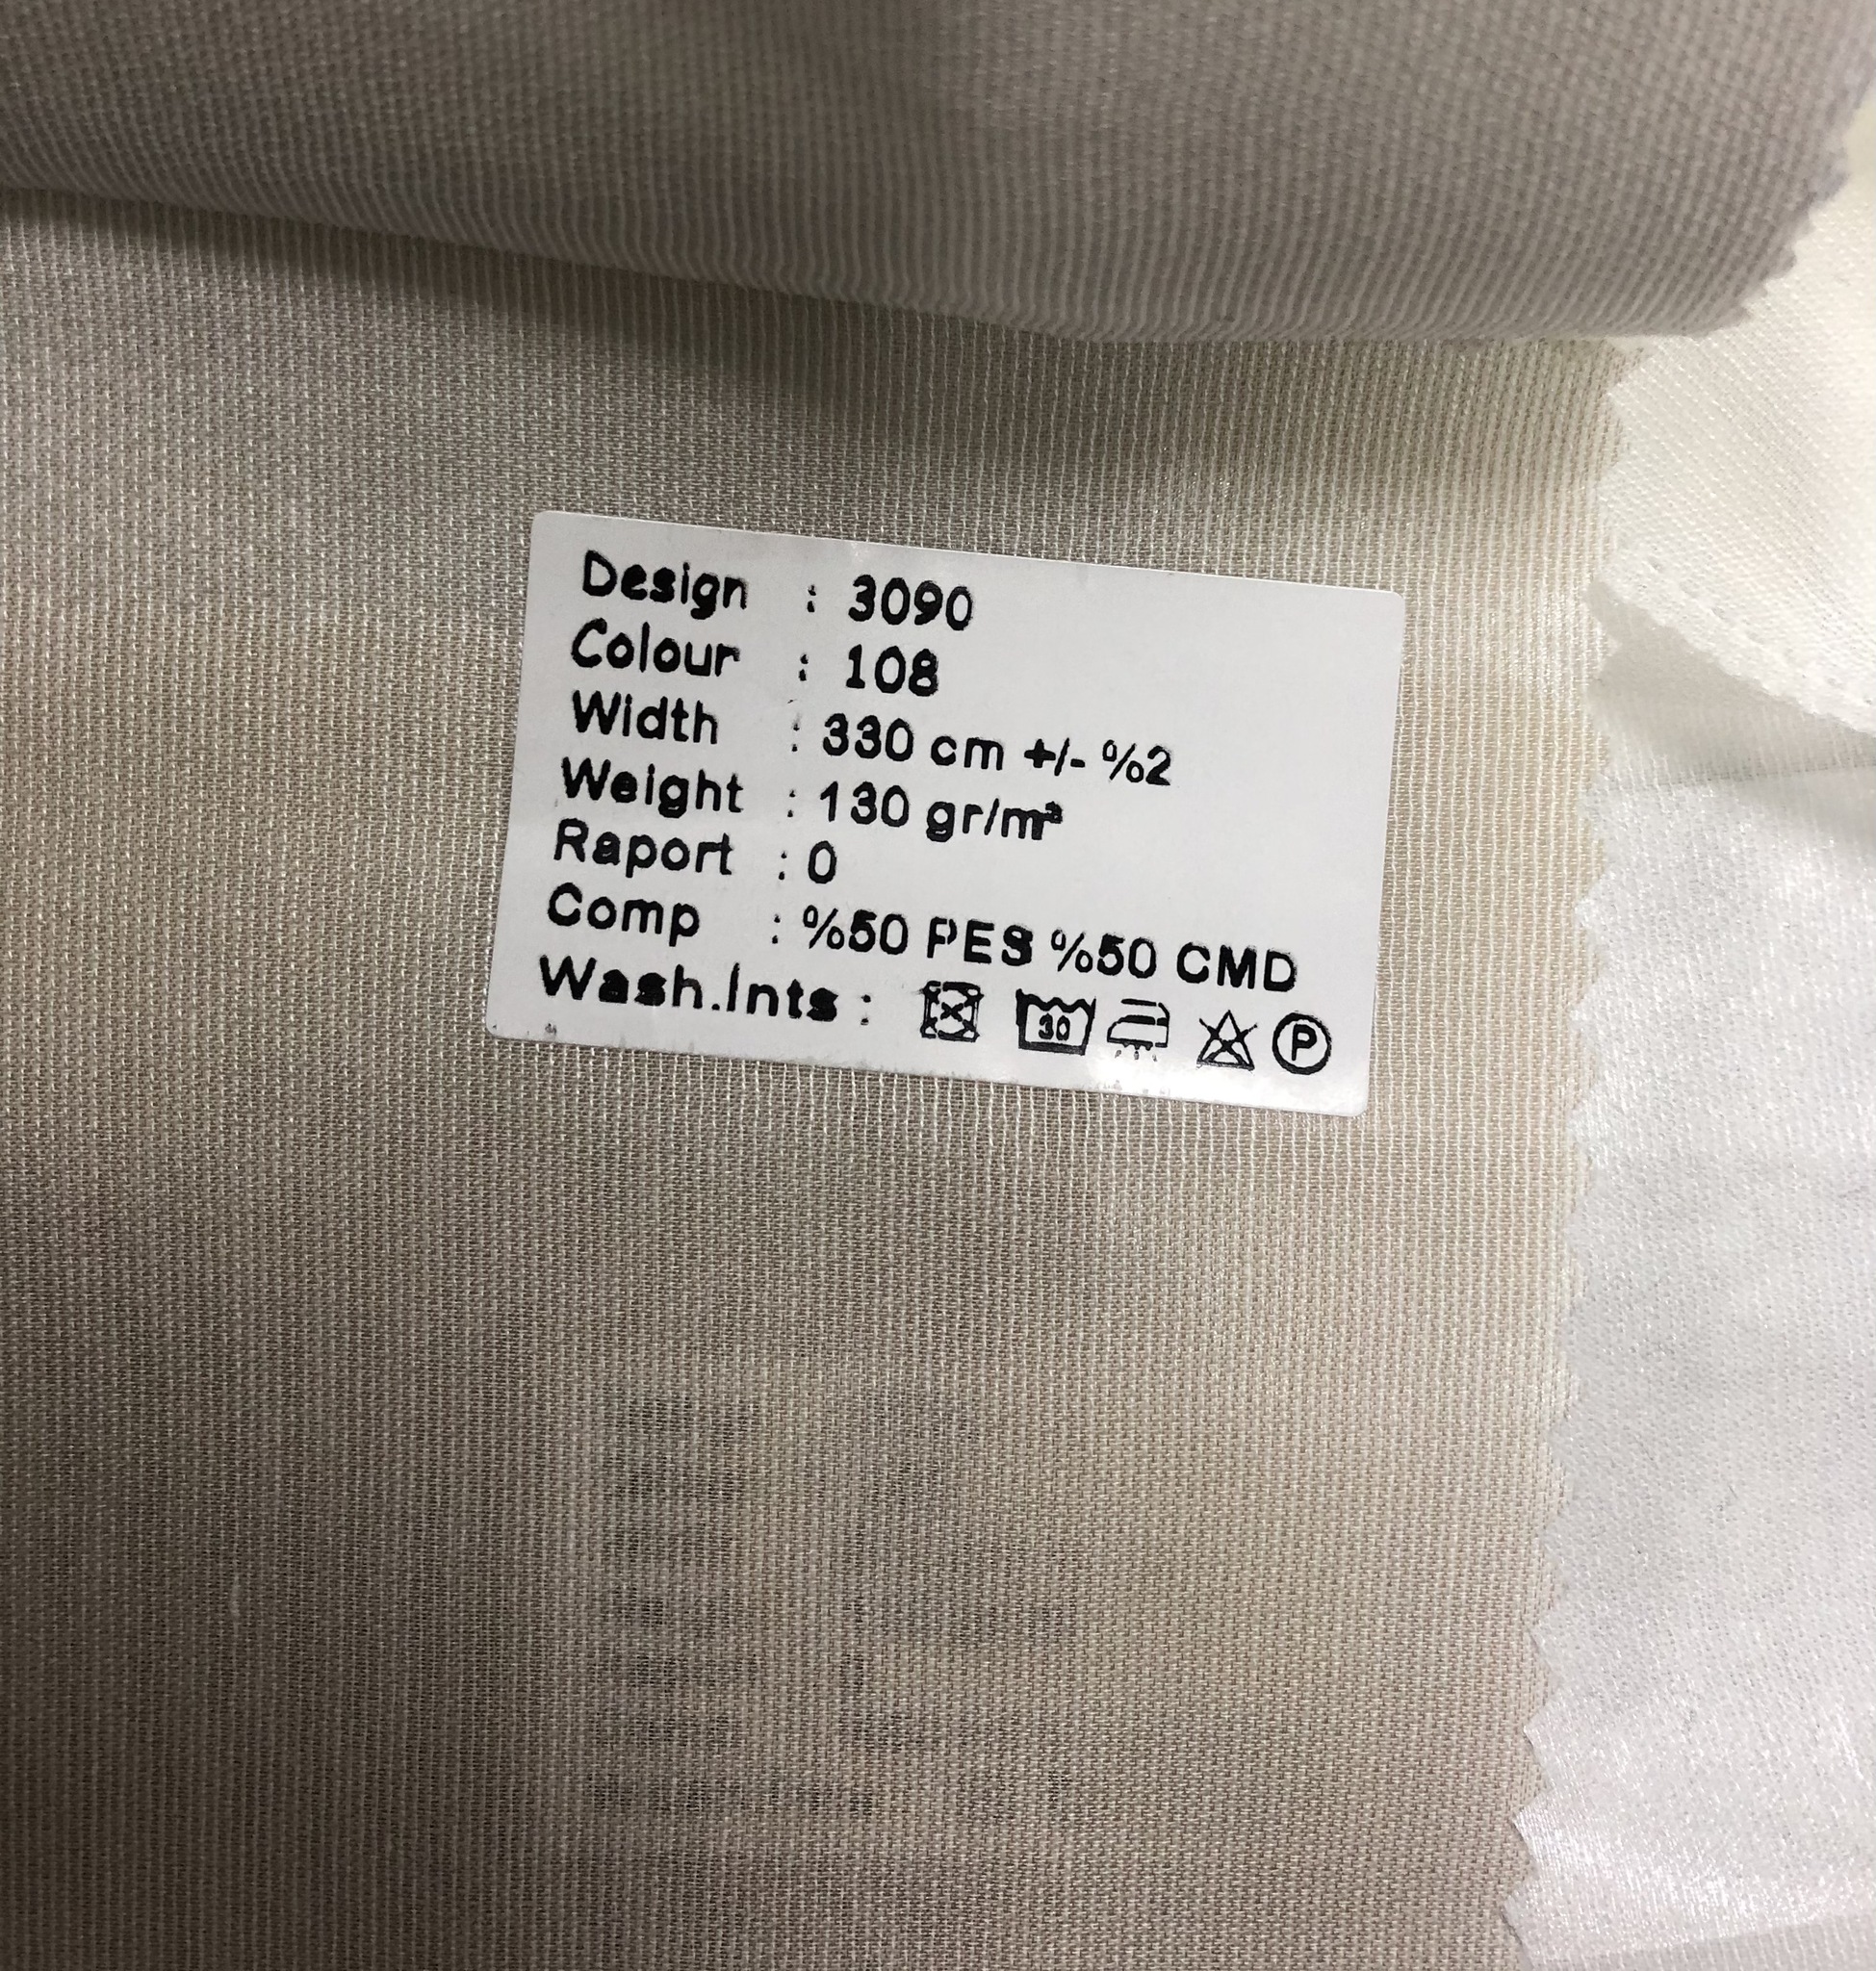 Design : 3090
Colour : 108
Width : 330 cm +/- %2
Weight : 130 gr/m²
Raport : 0
Comp : %50 PES %50 CMD
Wash.Ints : 30 P